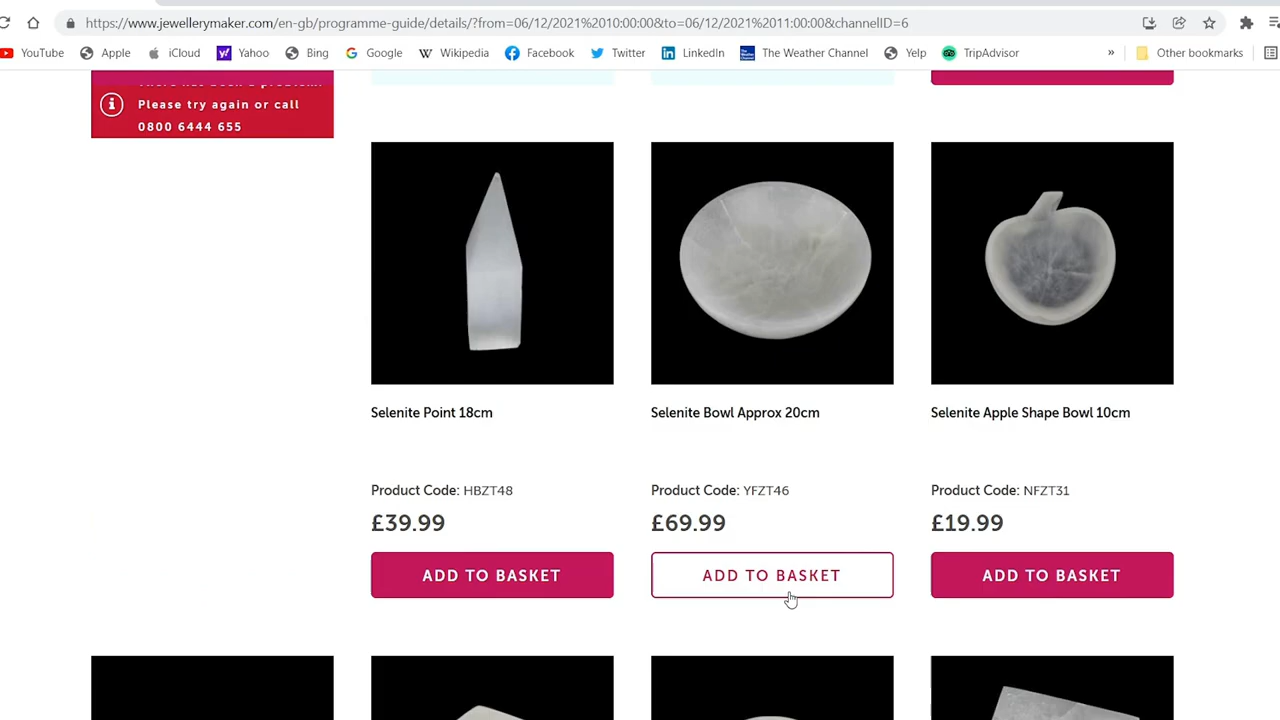 https://www.jewellerymaker.com/en-gb/programme-guide/details/?from=06/12/2021%2010:00:00&to=06/12/2021%2011:00:00&channelID=6
YouTube Apple iCloud Yahoo Bing Google Wikipedia Facebook Twitter LinkedIn The Weather Channel Yelp TripAdvisor » Other bookmarks
Please try again or call
0800 6444 655
Selenite Point 18cm
Product Code: HBZT48
£39.99
ADD TO BASKET
Selenite Bowl Approx 20cm
Product Code: YFZT46
£69.99
ADD TO BASKET
Selenite Apple Shape Bowl 10cm
Product Code: NFZT31
£19.99
ADD TO BASKET